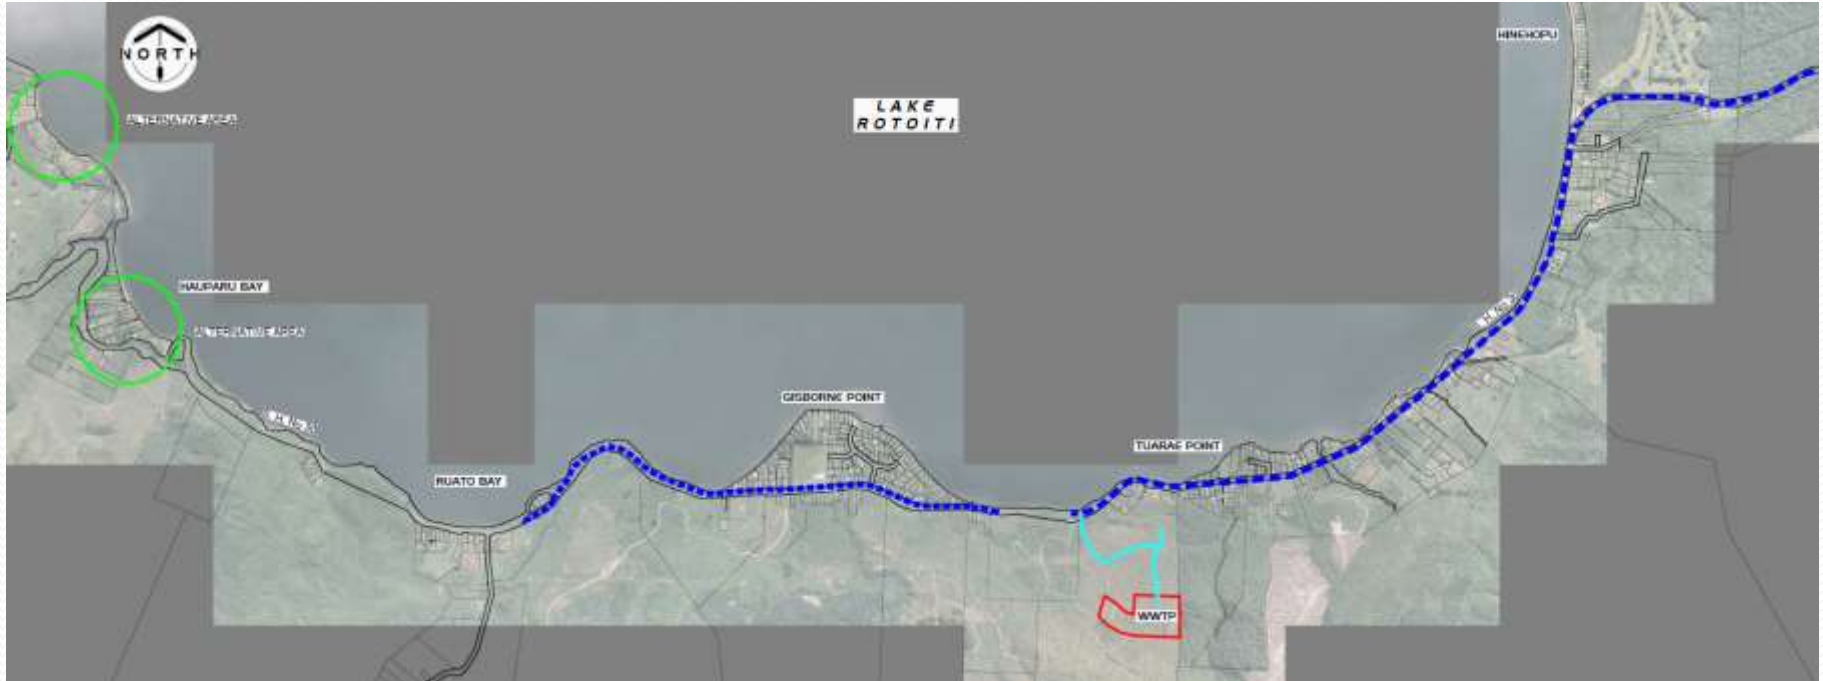 NORTH
HINEHOPU
LAKE
ROTOITI
ALTERNATIVE AREA
HAUPARU BAY
ALTERNATIVE AREA
GISBORNE POINT
TUARAE POINT
RUATO BAY
WWTP